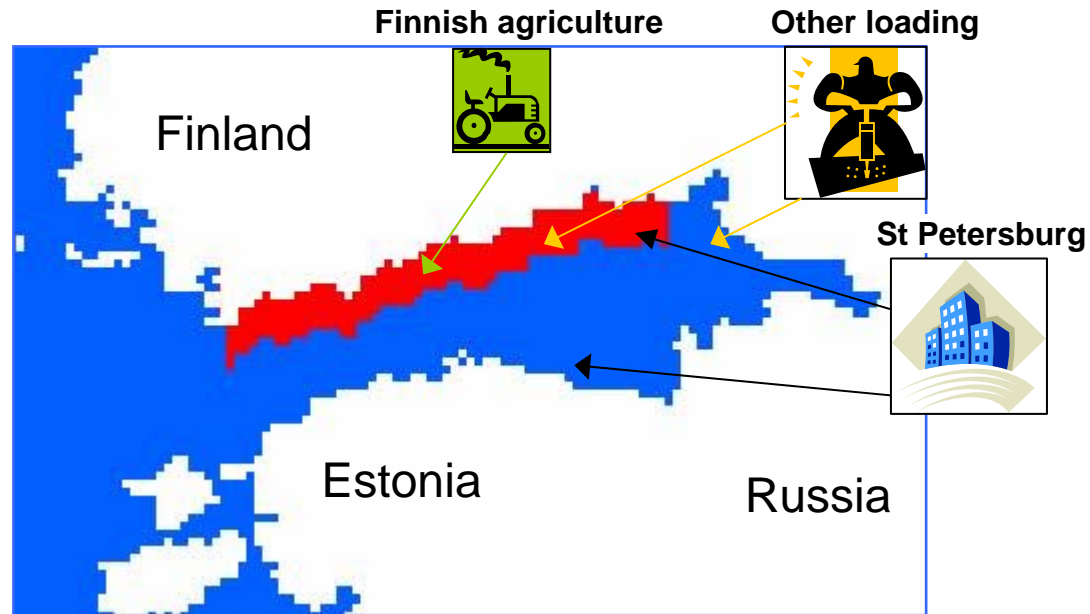 Finnish agriculture
Other loading
Finland
St Petersburg
Estonia
Russia